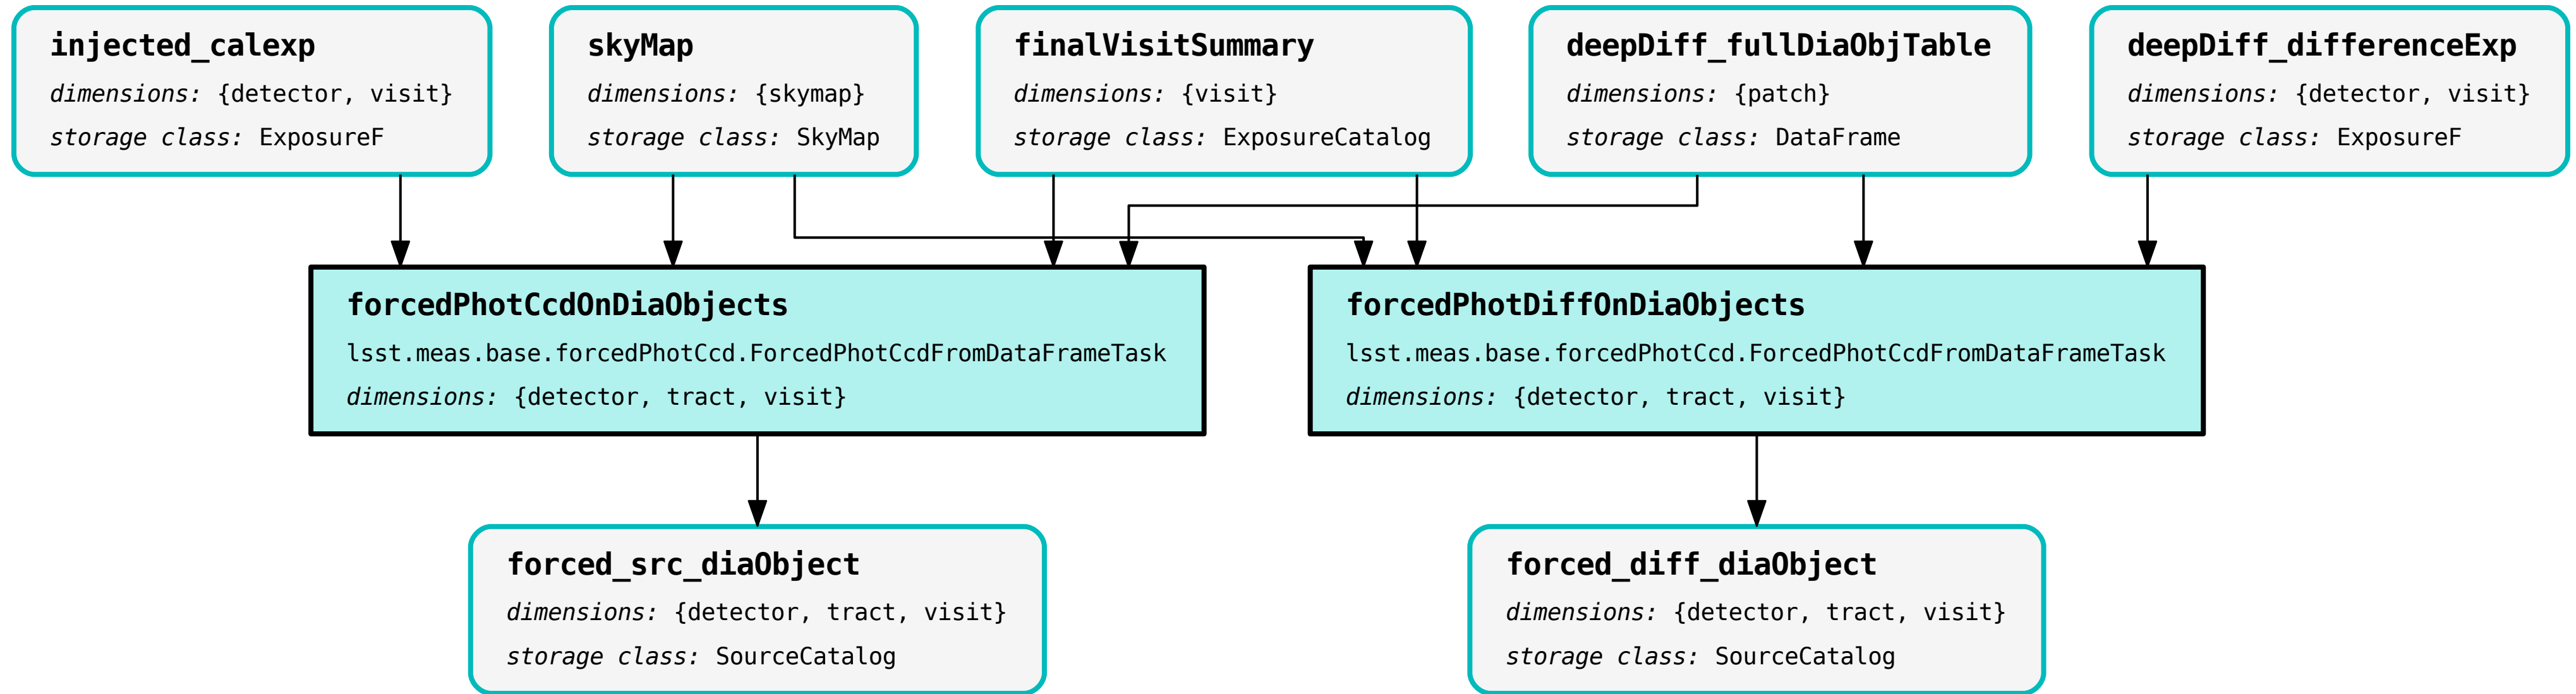 injected_calexp
dimensions: {detector, visit}
storage class: ExposureF
skyMap
dimensions: {skymap}
storage class: SkyMap
finalVisitSummary
dimensions: {visit}
storage class: ExposureCatalog
deepDiff_fullDiaObjTable
dimensions: {patch}
storage class: DataFrame
deepDiff_differenceExp
dimensions: {detector, visit}
storage class: ExposureF
forcedPhotCcdOnDiaObjects
lsst.meas.base.forcedPhotCcd.ForcedPhotCcdFromDataFrameTask
dimensions: {detector, tract, visit}
forcedPhotDiffOnDiaObjects
lsst.meas.base.forcedPhotCcd.ForcedPhotCcdFromDataFrameTask
dimensions: {detector, tract, visit}
forced_src_diaObject
dimensions: {detector, tract, visit}
storage class: SourceCatalog
forced_diff_diaObject
dimensions: {detector, tract, visit}
storage class: SourceCatalog